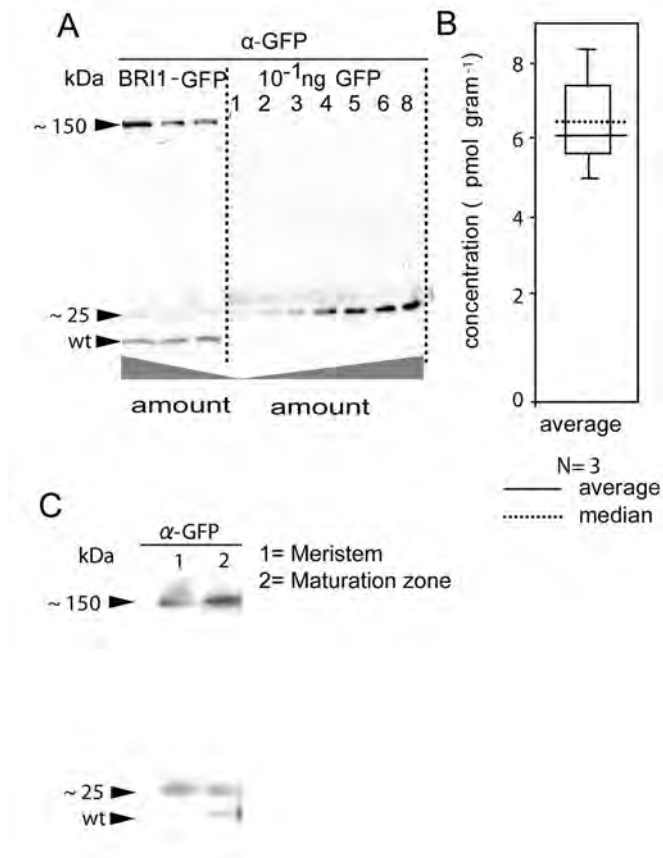 A
α-GFP
kDa BRI1-GFP 10⁻¹ng GFP
1 2 3 4 5 6 8
~ 150
~ 25
wt
amount amount
B
concentration ( pmol gram⁻¹)
8
6
4
2
0
average
N= 3
average
median
C
α-GFP
kDa 1 2
1= Meristem
2= Maturation zone
~ 150
~ 25
wt